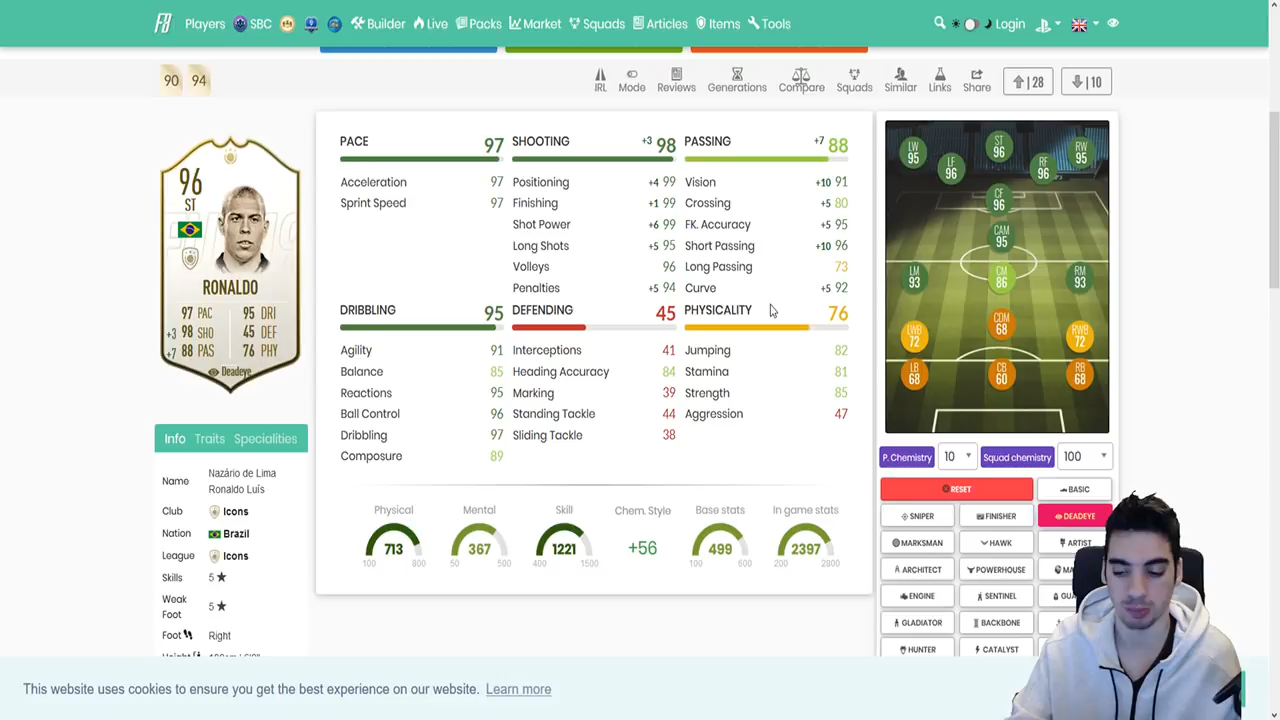 F8 Players SBC Builder Live Packs Market Squads Articles Items Tools Login
90 94 IRL Mode Reviews Generations Compare Squads Similar Links Share 28 10
96
ST
RONALDO
97 PAC 95 DRI
+3 98 SHO 45 DEF
+7 88 PAS 76 PHY
Deadeye
PACE 97
Acceleration 97
Sprint Speed 97
SHOOTING +3 98
Positioning +4 99
Finishing +1 99
Shot Power +6 99
Long Shots +5 95
Volleys 96
Penalties +5 94
PASSING +7 88
Vision +10 91
Crossing +5 80
FK. Accuracy +5 95
Short Passing +10 96
Long Passing 73
Curve +5 92
DRIBBLING 95
Agility 91
Balance 85
Reactions 95
Ball Control 96
Dribbling 97
Composure 89
DEFENDING 45
Interceptions 41
Heading Accuracy 84
Marking 39
Standing Tackle 44
Sliding Tackle 38
PHYSICALITY 76
Jumping 82
Stamina 81
Strength 85
Aggression 47
Physical Mental Skill Chem. Style Base stats In game stats
713 367 1221 +56 499 2397
100 800 50 500 400 1500 100 600 200 2800
LW 95
LF 96
ST 96
RF 96
RW 95
CF 96
CAM 95
LM 93
CM 86
RM 93
LWB 72
CDM 68
RWB 72
LB 68
CB 60
RB 68
P. Chemistry 10 Squad chemistry 100
RESET BASIC
SNIPER FINISHER DEADEYE
MARKSMAN HAWK ARTIST
ARCHITECT POWERHOUSE
ENGINE SENTINEL
GLADIATOR BACKBONE
HUNTER CATALYST
Info Traits Specialities
Name Nazário de Lima
Ronaldo Luís
Club Icons
Nation Brazil
League Icons
Skills 5★
Weak
Foot 5★
Foot Right
This website uses cookies to ensure you get the best experience on our website. Learn more